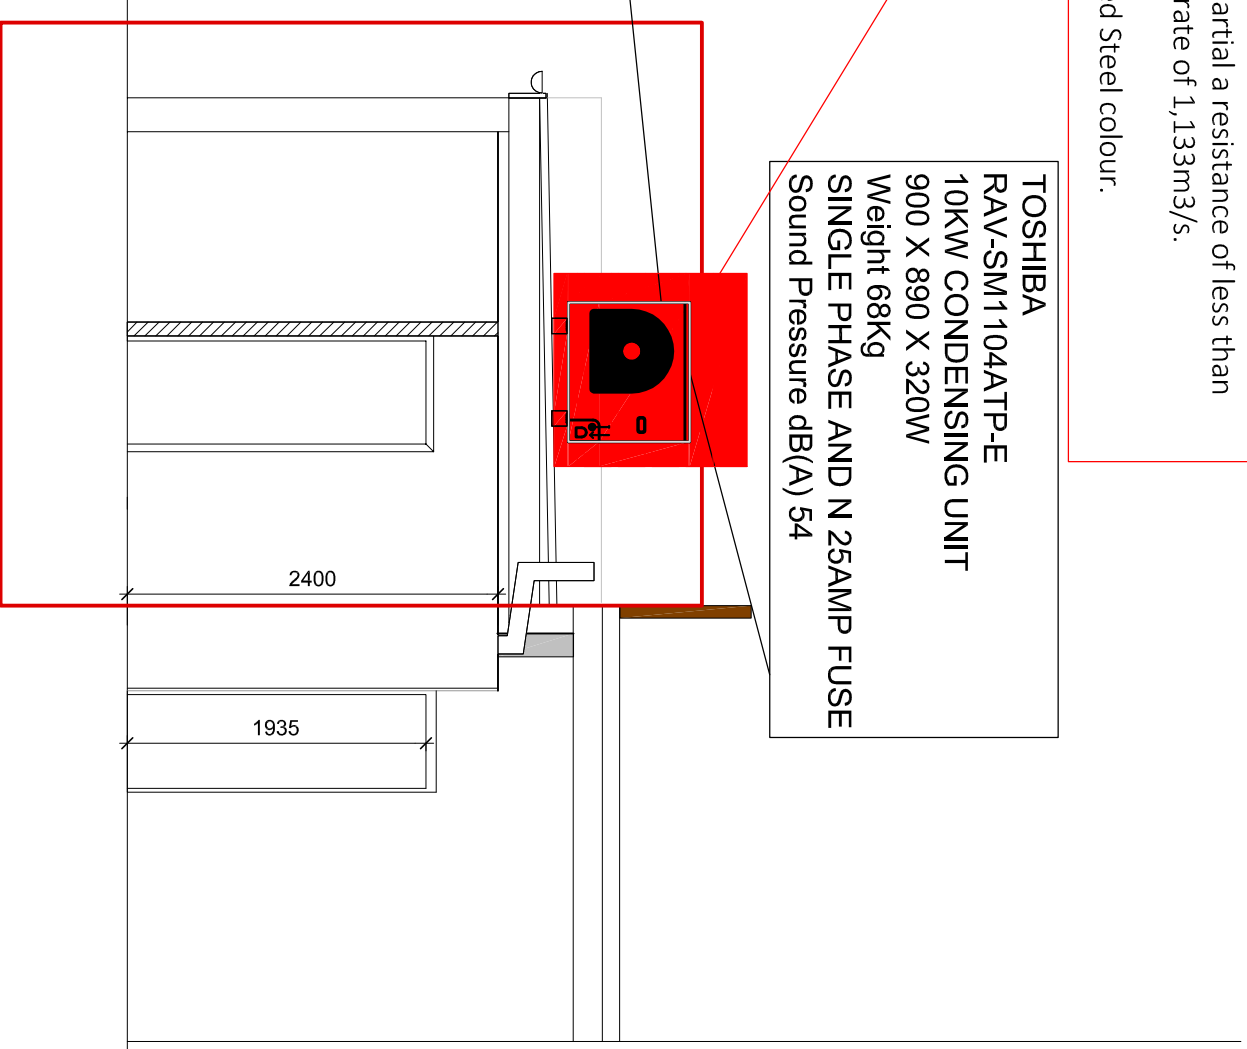 artial a resistance of less than
rate of 1,133m3/s.
ed Steel colour.
TOSHIBA
RAV-SM1104ATP-E
10KW CONDENSING UNIT
900 X 890 X 320W
Weight 68Kg
SINGLE PHASE AND N 25AMP FUSE
Sound Pressure dB(A) 54
2400
1935